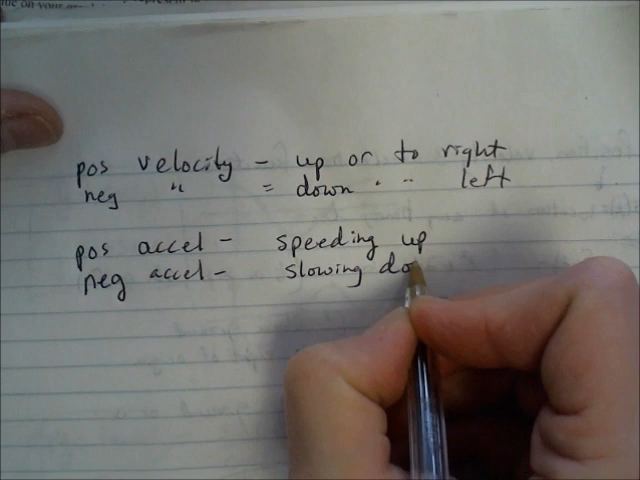 pos velocity - up or to right
neg " = down " " left
pos accel - speeding up
neg accel - slowing do